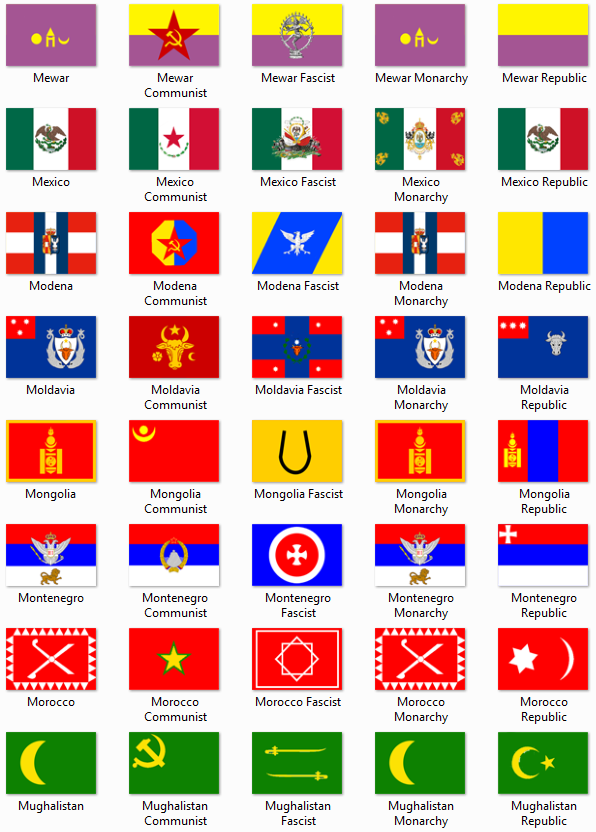 Mewar
Mewar
Communist
Mewar Fascist
Mewar Monarchy
Mewar Republic
Mexico
Mexico
Communist
Mexico Fascist
Mexico
Monarchy
Mexico Republic
Modena
Modena
Communist
Modena Fascist
Modena
Monarchy
Modena Republic
Moldavia
Moldavia
Communist
Moldavia Fascist
Moldavia
Monarchy
Moldavia
Republic
Mongolia
Mongolia
Communist
Mongolia Fascist
Mongolia
Monarchy
Mongolia
Republic
Montenegro
Montenegro
Communist
Montenegro
Fascist
Montenegro
Monarchy
Montenegro
Republic
Morocco
Morocco
Communist
Morocco Fascist
Morocco
Monarchy
Morocco
Republic
Mughalistan
Mughalistan
Communist
Mughalistan
Fascist
Mughalistan
Monarchy
Mughalistan
Republic